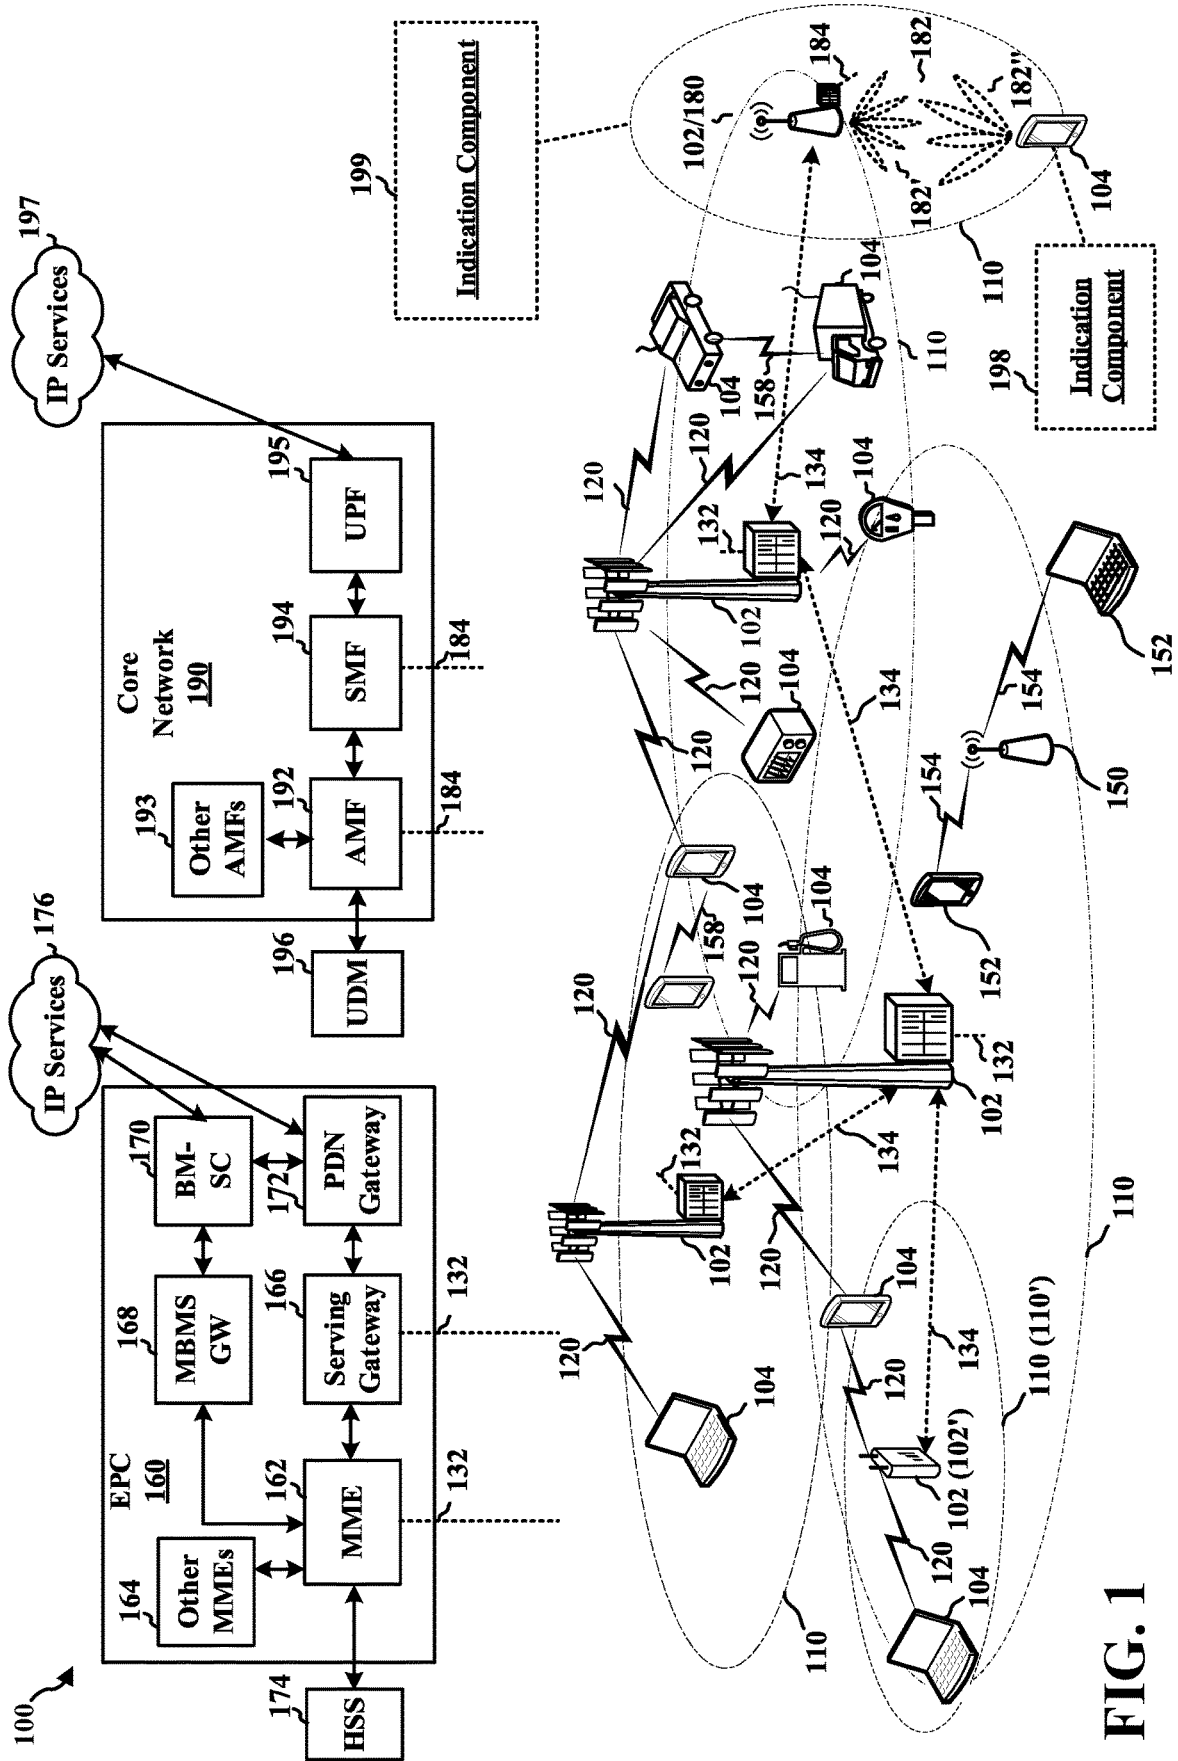 100
176
197
IP Services
IP Services
EPC
160
164
168
170
Other
MMEs
MBMS
GW
BM-
SC
174
162
166
172
HSS
MME
Serving
Gateway
PDN
Gateway
132
132
Core
Network
190
193
Other
AMFs
196
192
194
195
UDM
AMF
SMF
UPF
184
184
199
Indication Component
120
120
120
120
120
104
102
132
134
110
120
104
158
104
120
120
104
102
132
104
158
120
104
110
102/180
184
182
182'
182''
104
110
198
Indication
Component
120
104
134
120
104
134
102
132
110 (110')
134
120
102 (102')
120
104
152
154
150
154
152
110
FIG. 1